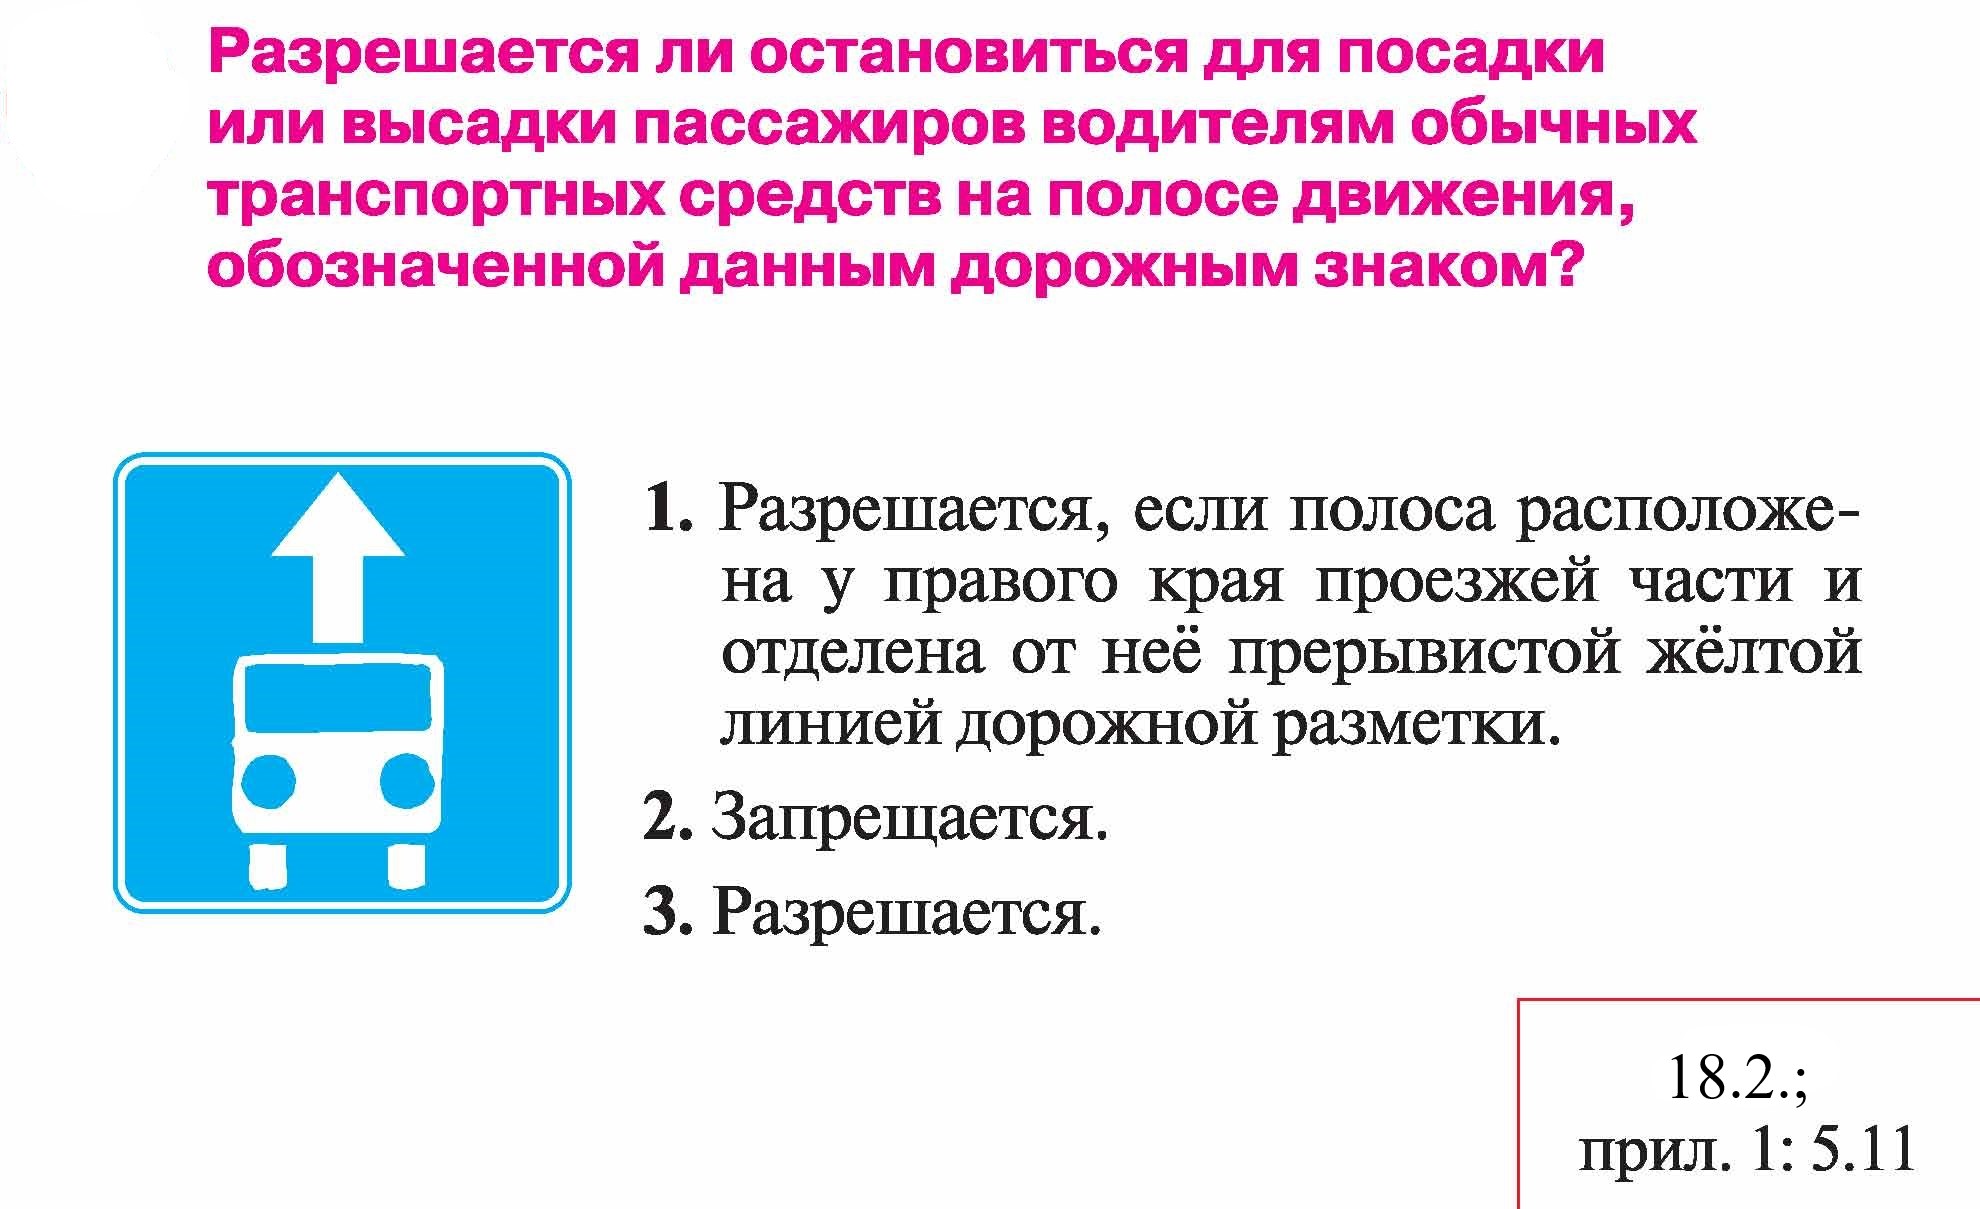 Разрешается ли остановиться для посадки
или высадки пассажиров водителям обычных
транспортных средств на полосе движения,
обозначенной данным дорожным знаком?
1. Разрешается, если полоса расположе-
на у правого края проезжей части и
отделена от неё прерывистой жёлтой
линией дорожной разметки.
2. Запрещается.
3. Разрешается.
18.2.;
прил. 1: 5.11